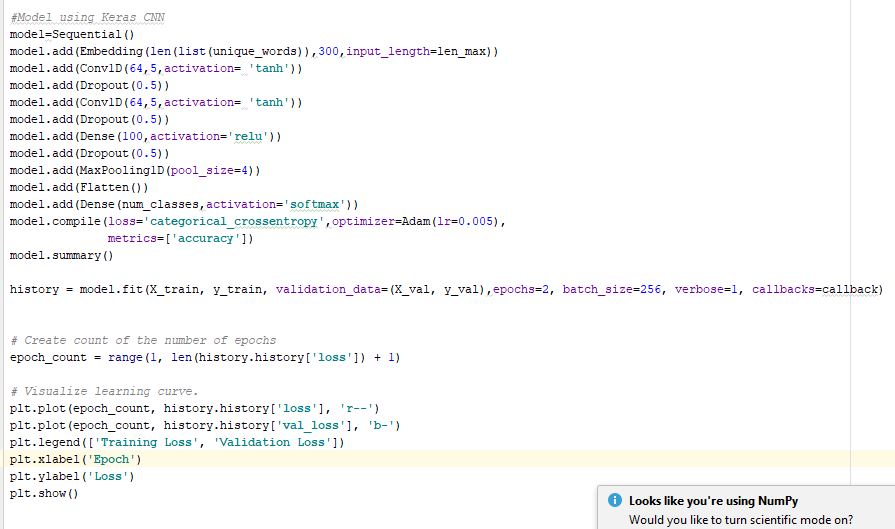 #Model using Keras CNN
model=Sequential()
model.add(Embedding(len(list(unique_words)),300,input_length=len_max))
model.add(Conv1D(64,5,activation= 'tanh'))
model.add(Dropout(0.5))
model.add(Conv1D(64,5,activation= 'tanh'))
model.add(Dropout(0.5))
model.add(Dense(100,activation='relu'))
model.add(Dropout(0.5))
model.add(MaxPooling1D(pool_size=4))
model.add(Flatten())
model.add(Dense(num_classes,activation='softmax'))
model.compile(loss='categorical_crossentropy',optimizer=Adam(lr=0.005),
              metrics=['accuracy'])
model.summary()

history = model.fit(X_train, y_train, validation_data=(X_val, y_val),epochs=2, batch_size=256, verbose=1, callbacks=callback)

# Create count of the number of epochs
epoch_count = range(1, len(history.history['loss']) + 1)

# Visualize learning curve.
plt.plot(epoch_count, history.history['loss'], 'r--')
plt.plot(epoch_count, history.history['val_loss'], 'b-')
plt.legend(['Training Loss', 'Validation Loss'])
plt.xlabel('Epoch')
plt.ylabel('Loss')
plt.show()
Looks like you're using NumPy
Would you like to turn scientific mode on?